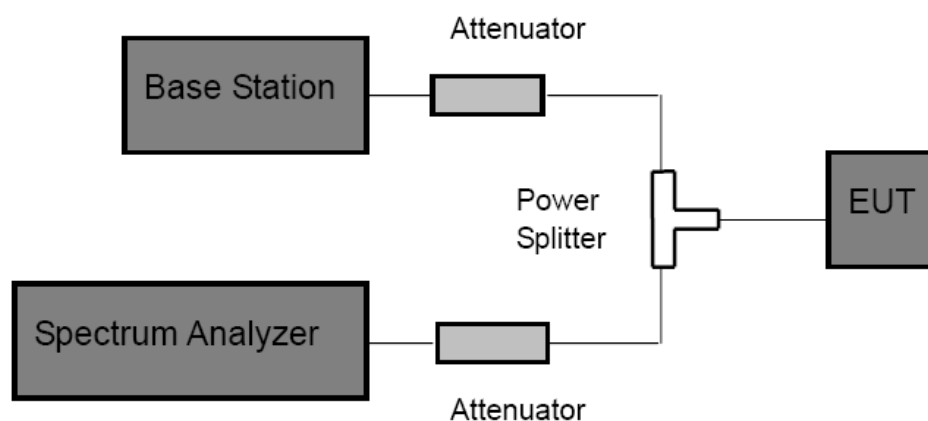 Attenuator
Base Station
Power
Splitter
EUT
Spectrum Analyzer
Attenuator